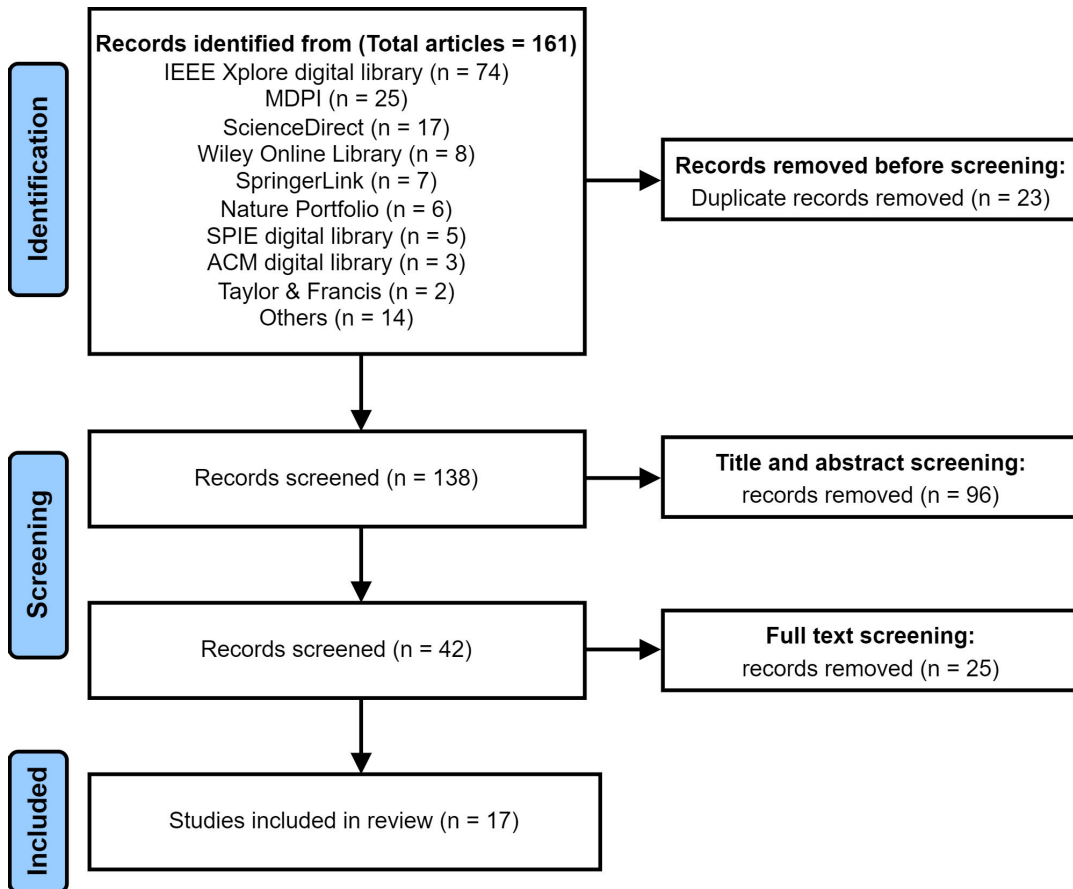 Identification
Records identified from (Total articles = 161)
IEEE Xplore digital library (n = 74)
MDPI (n = 25)
ScienceDirect (n = 17)
Wiley Online Library (n = 8)
SpringerLink (n = 7)
Nature Portfolio (n = 6)
SPIE digital library (n = 5)
ACM digital library (n = 3)
Taylor & Francis (n = 2)
Others (n = 14)
Records removed before screening:
Duplicate records removed (n = 23)
Screening
Records screened (n = 138)
Title and abstract screening:
records removed (n = 96)
Records screened (n = 42)
Full text screening:
records removed (n = 25)
Included
Studies included in review (n = 17)